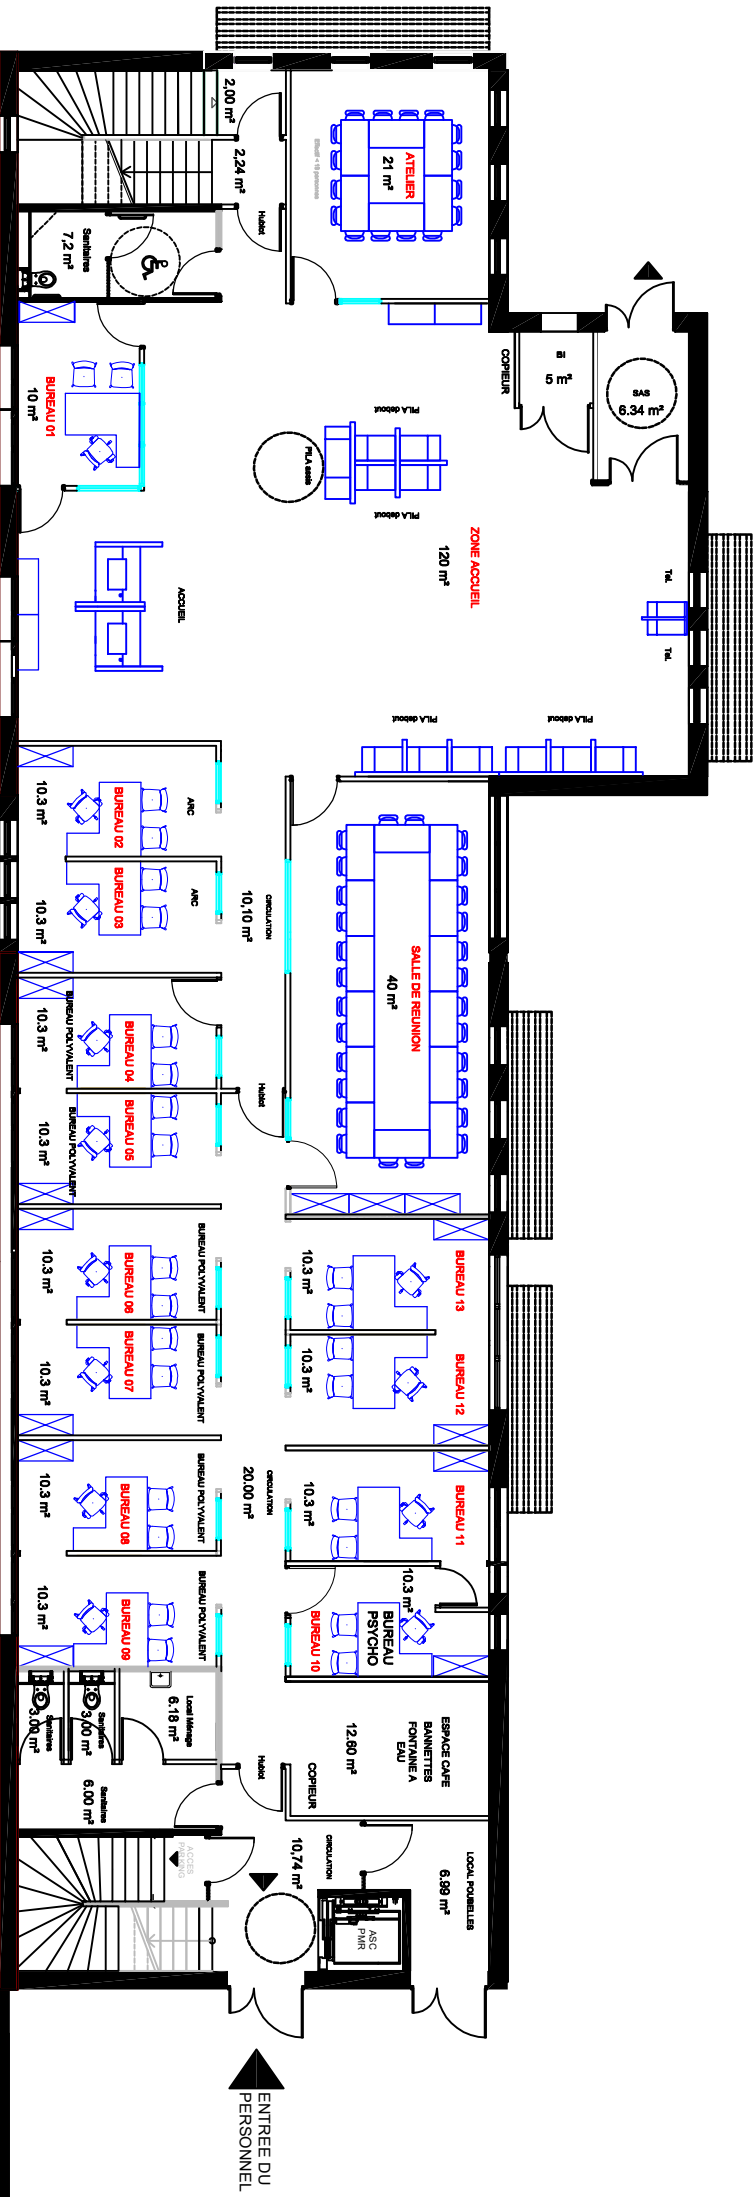 2,00 m²
2,24 m²
Hublot
Effectif < 19 personnes
ATELIER
21 m²
Sanitaires
7,2 m²
BUREAU 01
10 m²
COPIEUR
BI
5 m²
SAS
6.34 m²
PILA debout
PILA assis
PILA debout
ZONE ACCUEIL
120 m²
ACCUEIL
Tel.
Tel.
PILA debout
PILA debout
10.3 m²
BUREAU 02
ARC
10.3 m²
BUREAU 03
ARC
CIRCULATION
10,10 m²
SALLE DE REUNION
40 m²
10.3 m²
BUREAU POLYVALENT
BUREAU 04
10.3 m²
BUREAU POLYVALENT
BUREAU 05
Hublot
10.3 m²
BUREAU 06
BUREAU POLYVALENT
10.3 m²
BUREAU 07
BUREAU POLYVALENT
10.3 m²
BUREAU 13
10.3 m²
BUREAU 12
10.3 m²
BUREAU 08
BUREAU POLYVALENT
CIRCULATION
20.00 m²
10.3 m²
BUREAU 11
10.3 m²
BUREAU 09
BUREAU POLYVALENT
BUREAU 10
10.3 m²
BUREAU
PSYCHO
Sanitaires
3.00 m²
Sanitaires
3.00 m²
Local Ménage
6.18 m²
Sanitaires
6.00 m²
Hublot
COPIEUR
12.60 m²
ESPACE CAFE
BANNETTES
FONTAINE A
EAU
ACCES
PARKING
CIRCULATION
10,74 m²
LOCAL POUBELLES
6.99 m²
ASC
PMR
ENTREE DU
PERSONNEL